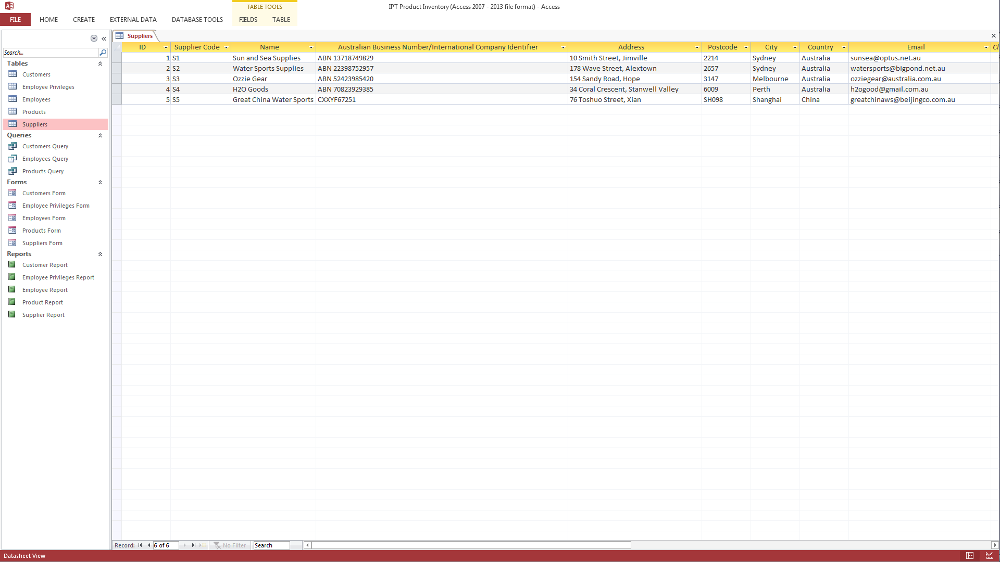 TABLE TOOLS
IPT Product Inventory (Access 2007 - 2013 file format) - Access
FILE HOME CREATE EXTERNAL DATA DATABASE TOOLS FIELDS TABLE
Search...
Tables
Customers
Employee Privileges
Employees
Products
Suppliers
Queries
Customers Query
Employees Query
Products Query
Forms
Customers Form
Employee Privileges Form
Employees Form
Products Form
Suppliers Form
Reports
Customer Report
Employee Privileges Report
Employee Report
Product Report
Supplier Report
Suppliers
ID Supplier Code Name Australian Business Number/International Company Identifier Address Postcode City Country Email
1 S1 Sun and Sea Supplies ABN 13718749829 10 Smith Street, Jimville 2214 Sydney Australia sunsea@optus.net.au
2 S2 Water Sports Supplies ABN 22398752957 178 Wave Street, Alextown 2657 Sydney Australia watersports@bigpond.net.au
3 S3 Ozzie Gear ABN 52423985420 154 Sandy Road, Hope 3147 Melbourne Australia ozziegear@australia.com.au
4 S4 H2O Goods ABN 70823929385 34 Coral Crescent, Stanwell Valley 6009 Perth Australia h2ogood@gmail.com.au
5 S5 Great China Water Sports CXXYF67251 76 Toshuo Street, Xian SH098 Shanghai China greatchinaws@beijingco.com.au
Record: 6 of 6 No Filter Search
Datasheet View